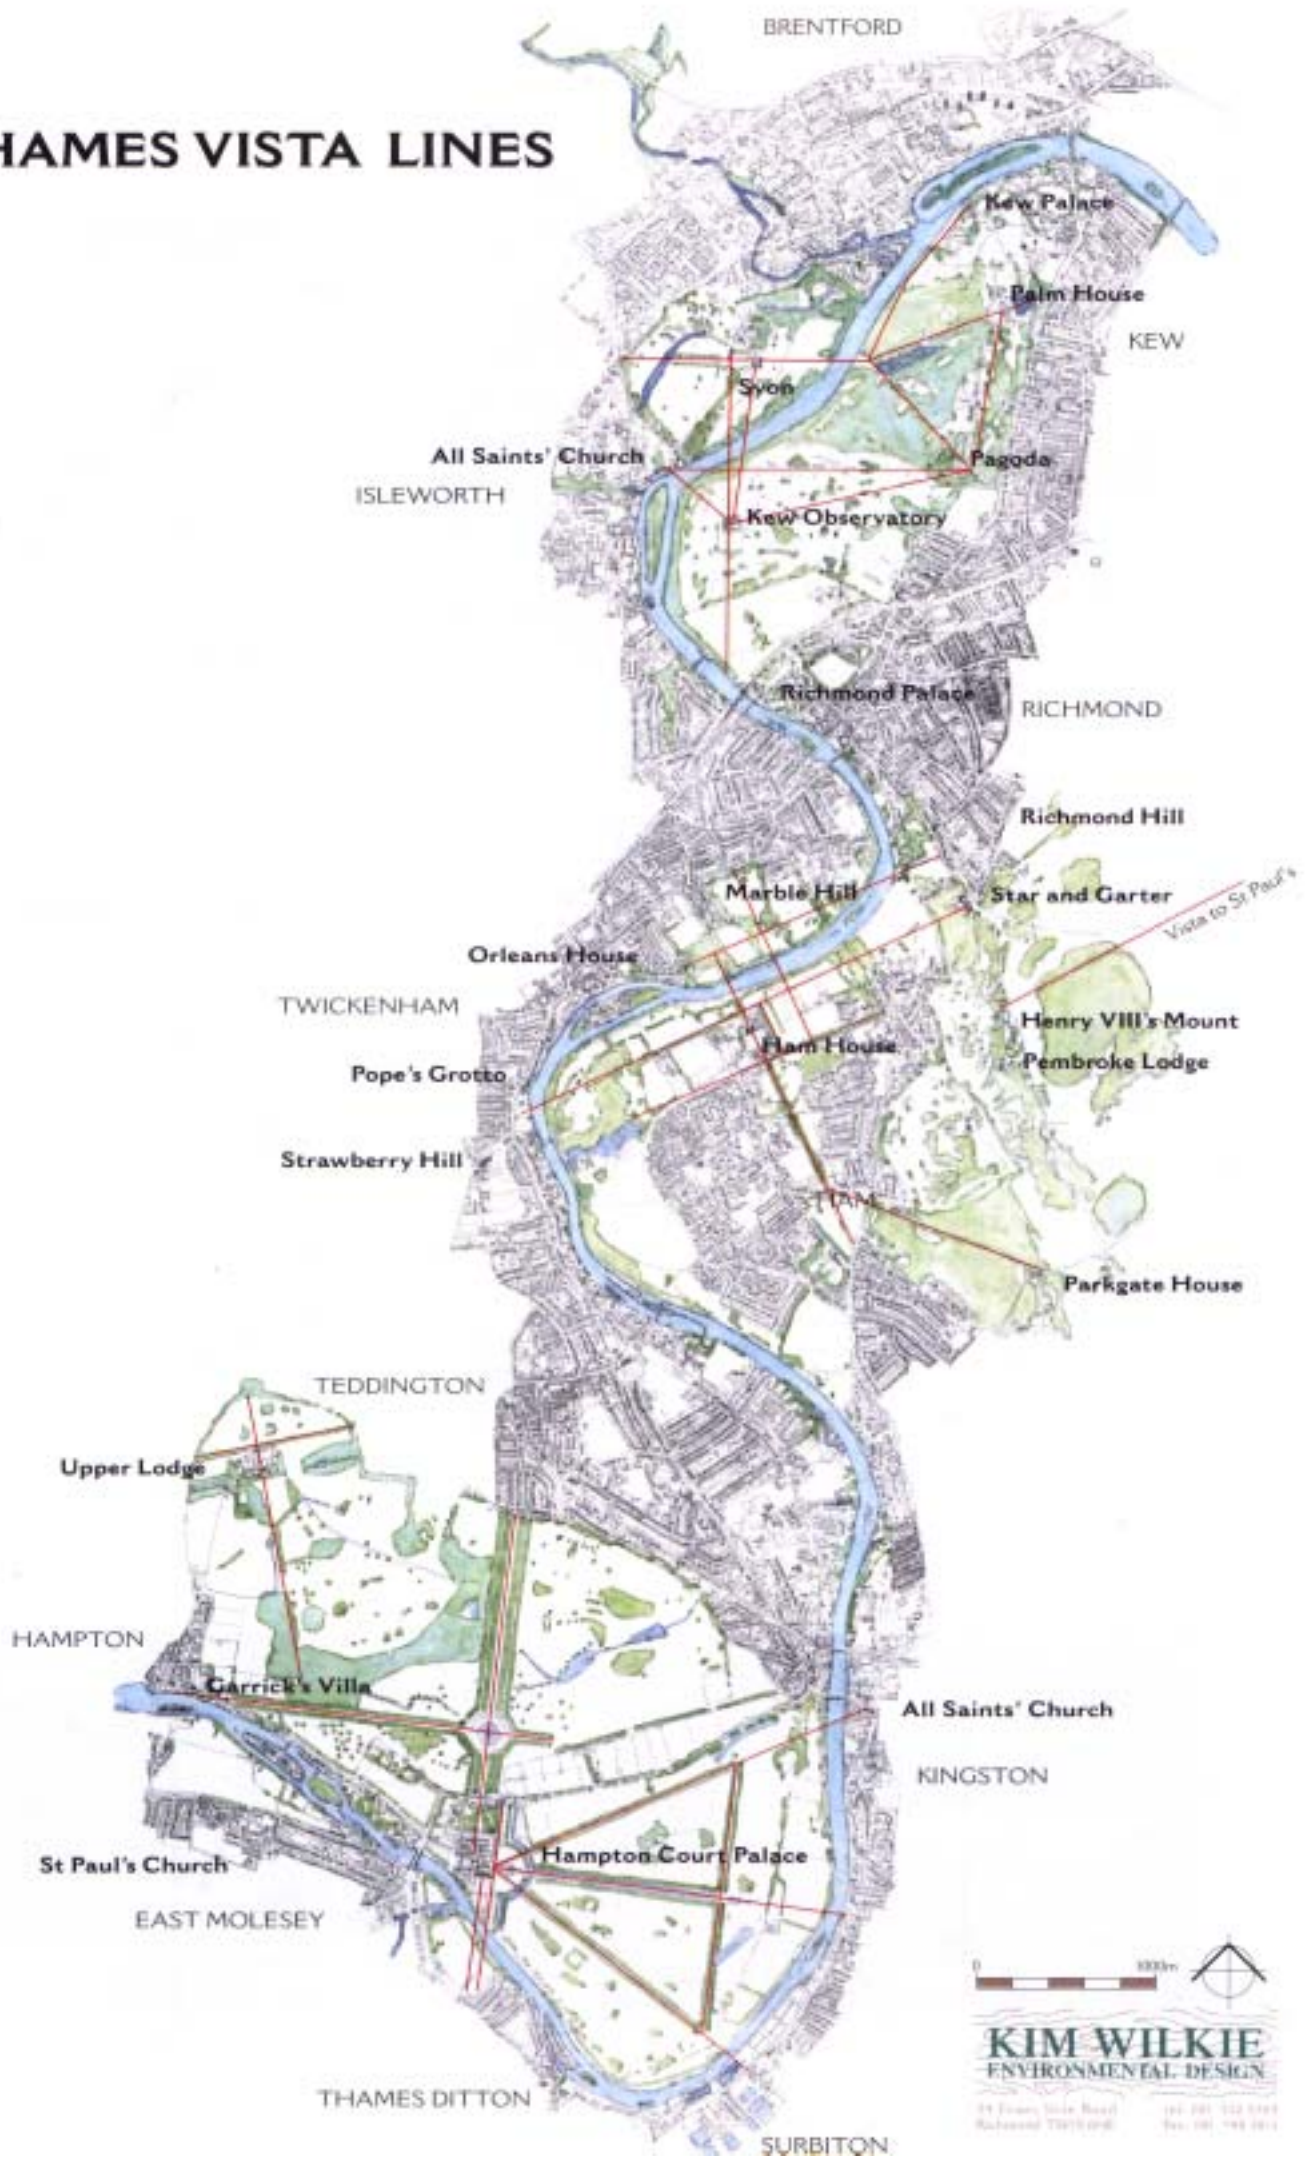 BRENTFORD
HAMES VISTA LINES
Kew Palace
Palm House
KEW
Syon
All Saints' Church
Pagoda
ISLEWORTH
Kew Observatory
Richmond Palace
RICHMOND
Richmond Hill
Marble Hill
Star and Garter
Vista to St Paul's
Orleans House
TWICKENHAM
Henry VIII's Mount
Ham House
Pembroke Lodge
Pope's Grotto
Strawberry Hill
HAM
Parkgate House
TEDDINGTON
Upper Lodge
HAMPTON
Garrick's Villa
All Saints' Church
KINGSTON
Hampton Court Palace
St Paul's Church
EAST MOLESEY
0 1000m
KIM WILKIE
ENVIRONMENTAL DESIGN
THAMES DITTON
Richmond
SURBITON